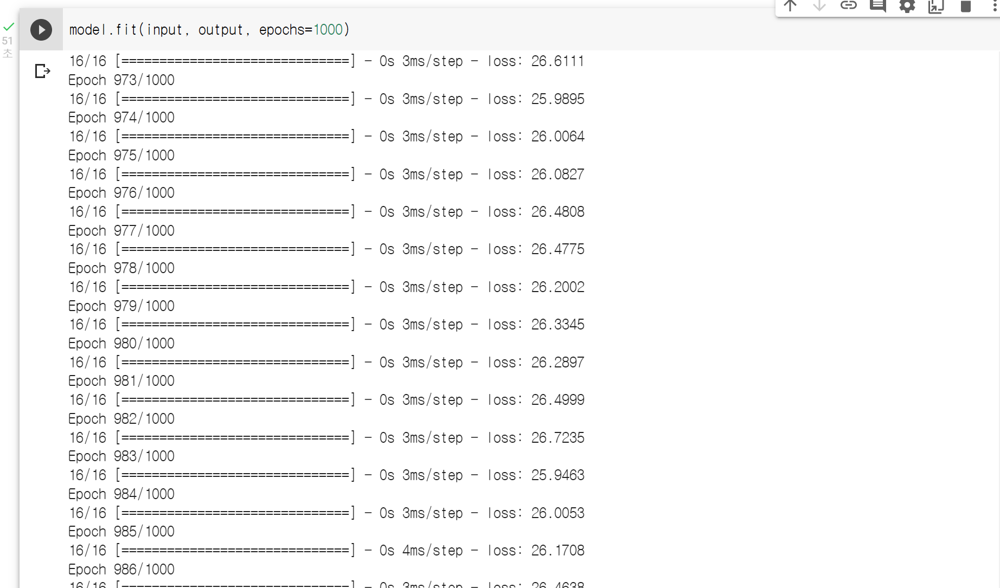 51
초
model.fit(input, output, epochs=1000)
16/16 [==============================] - 0s 3ms/step - loss: 26.6111
Epoch 973/1000
16/16 [==============================] - 0s 3ms/step - loss: 25.9895
Epoch 974/1000
16/16 [==============================] - 0s 3ms/step - loss: 26.0064
Epoch 975/1000
16/16 [==============================] - 0s 3ms/step - loss: 26.0827
Epoch 976/1000
16/16 [==============================] - 0s 3ms/step - loss: 26.4808
Epoch 977/1000
16/16 [==============================] - 0s 3ms/step - loss: 26.4775
Epoch 978/1000
16/16 [==============================] - 0s 3ms/step - loss: 26.2002
Epoch 979/1000
16/16 [==============================] - 0s 3ms/step - loss: 26.3345
Epoch 980/1000
16/16 [==============================] - 0s 3ms/step - loss: 26.2897
Epoch 981/1000
16/16 [==============================] - 0s 3ms/step - loss: 26.4999
Epoch 982/1000
16/16 [==============================] - 0s 3ms/step - loss: 26.7235
Epoch 983/1000
16/16 [==============================] - 0s 3ms/step - loss: 25.9463
Epoch 984/1000
16/16 [==============================] - 0s 3ms/step - loss: 26.0053
Epoch 985/1000
16/16 [==============================] - 0s 4ms/step - loss: 26.1708
Epoch 986/1000
16/16 [==============================] - 0s 3ms/step - loss: 26.4638